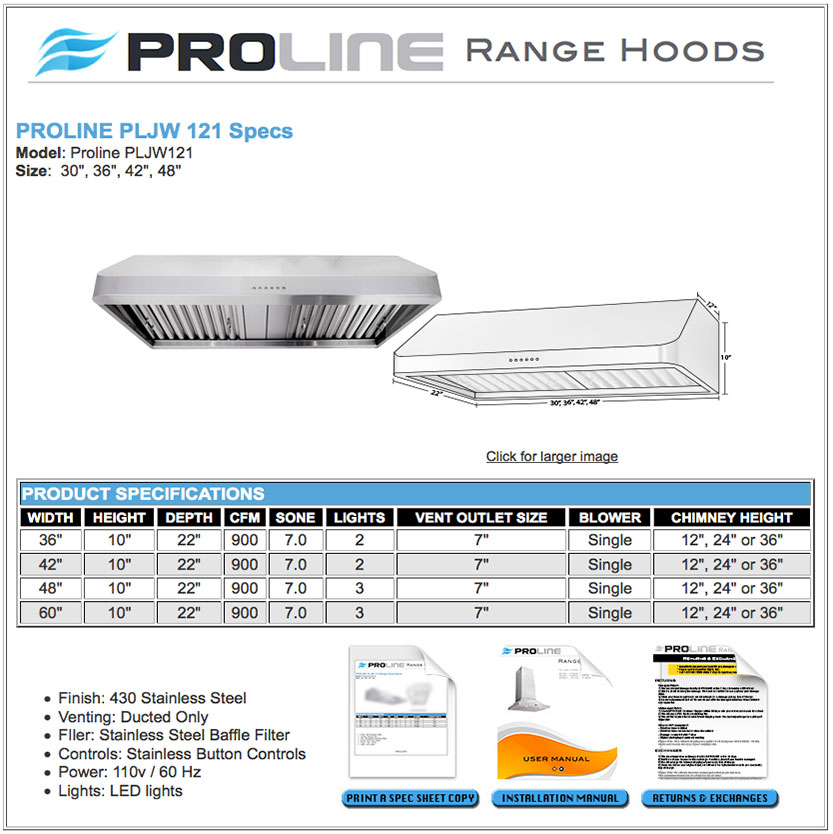 PROLINE RANGE HOODS
PROLINE PLJW 121 Specs
Model: Proline PLJW121
Size: 30", 36", 42", 48"
12"
10"
22"
30", 36", 42", 48"
Click for larger image
PRODUCT SPECIFICATIONS
WIDTH HEIGHT DEPTH CFM SONE LIGHTS VENT OUTLET SIZE BLOWER CHIMNEY HEIGHT
36" 10" 22" 900 7.0 2 7" Single 12", 24" or 36"
42" 10" 22" 900 7.0 2 7" Single 12", 24" or 36"
48" 10" 22" 900 7.0 3 7" Single 12", 24" or 36"
60" 10" 22" 900 7.0 3 7" Single 12", 24" or 36"
Finish: 430 Stainless Steel
Venting: Ducted Only
FIler: Stainless Steel Baffle Filter
Controls: Stainless Button Controls
Power: 110v / 60 Hz
Lights: LED lights
PROLINE RANGE
PROLINE RANGE
USER MANUAL
PROLINE RAN
RETURNS & EXCHANG
RETURNS
EXCHANGES
PRINT A SPEC SHEET COPY
INSTALLATION MANUAL
RETURNS & EXCHANGES